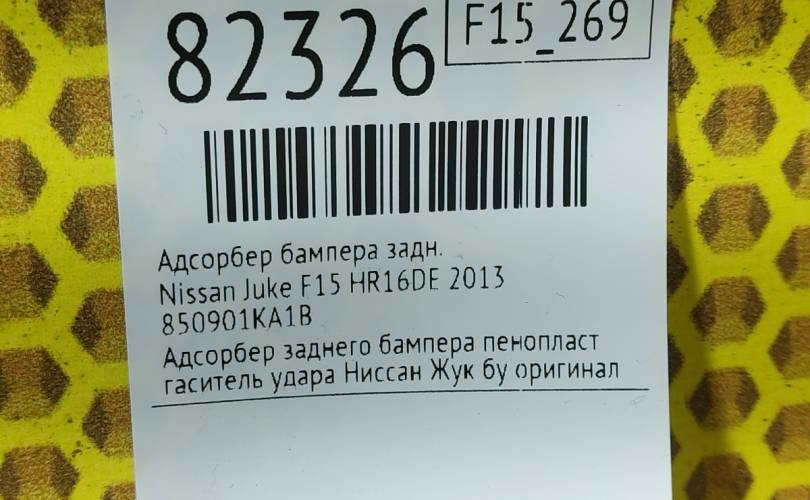 82326
F15_269
Адсорбер бампера задн.
Nissan Juke F15 HR16DE 2013
850901KA1B
Адсорбер заднего бампера пенопласт
гаситель удара Ниссан Жук бу оригинал